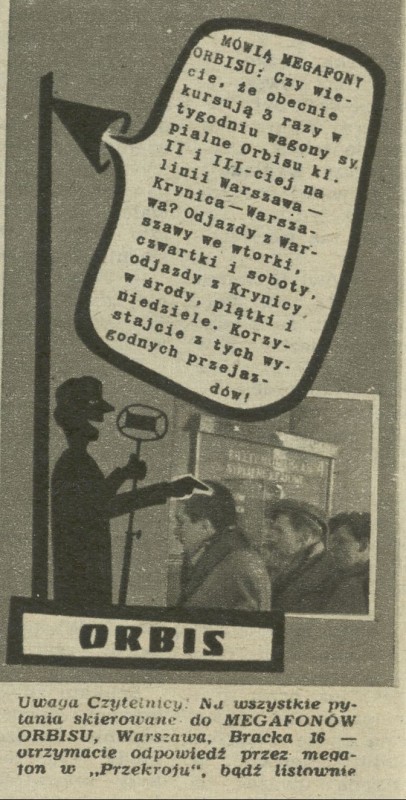 — MÓWIĄ MEGAFONY
ORBISU: Czy wie-
cie, że obecnie
kursują 3 razy w
tygodniu wagony sy
pialne Orbisu kl.
II i III-ciej na
linii Warszawa —
Krynica — Warsza-
wa? Odjazdy z War-
szawy we wtorki,
czwartki i soboty,
odjazdy z Krynicy
w środy, piątki i
niedziele. Korzy-
stajcie z tych wy-
godnych przejaz-
dów!
ORBIS
Uwaga Czytelnicy! Na wszystkie py-
tania skierowane do MEGAFONÓW
ORBISU, Warszawa, Bracka 16 —
otrzymacie odpowiedź przez mega-
fon w „Przekroju“, bądź listownie